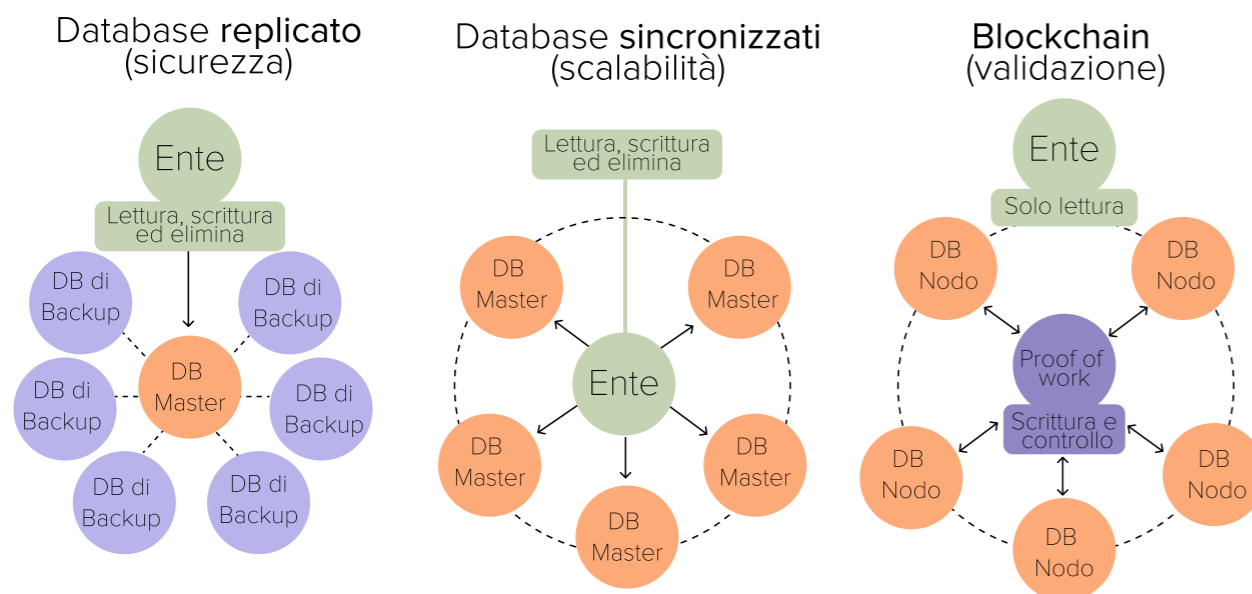 Database replicato
(sicurezza)
Ente
Lettura, scrittura
ed elimina
DB di
Backup
DB di
Backup
DB
Master
DB di
Backup
DB di
Backup
DB di
Backup
DB di
Backup
Database sincronizzati
(scalabilità)
Lettura, scrittura
ed elimina
DB
Master
DB
Master
Ente
DB
Master
DB
Master
DB
Master
Blockchain
(validazione)
Ente
Solo lettura
DB
Nodo
DB
Nodo
Proof of
work
Scrittura e
controllo
DB
Nodo
DB
Nodo
DB
Nodo